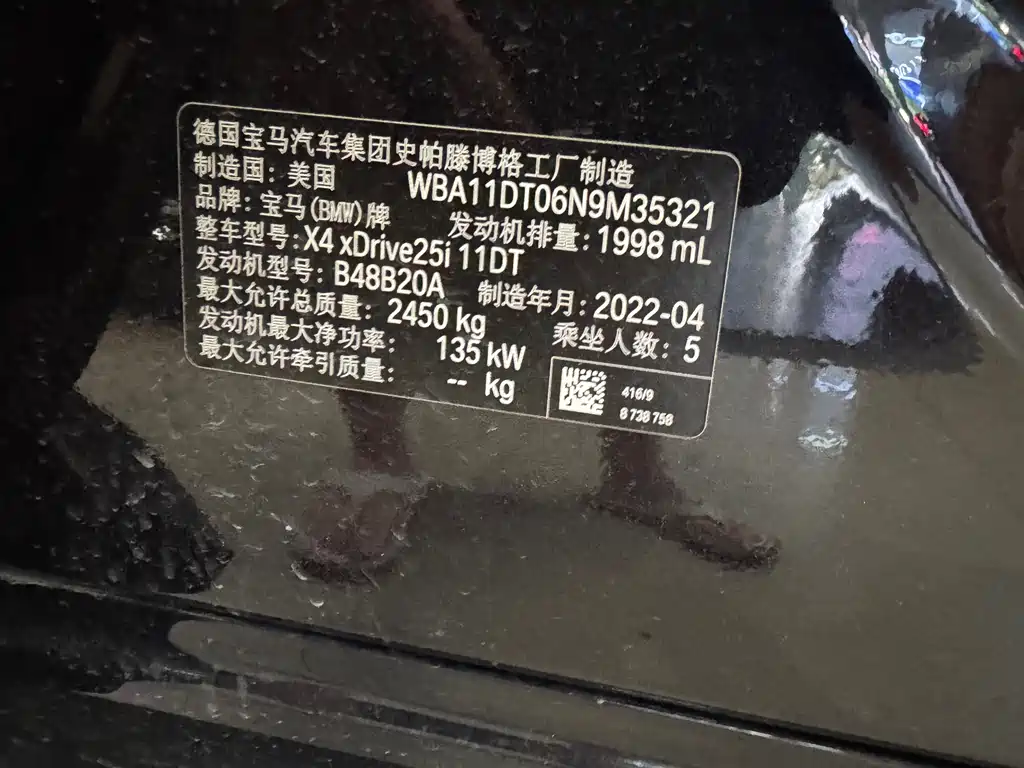 德国宝马汽车集团史帕滕博格工厂制造
制造国：美国
WBA11DT06N9M35321
品牌：宝马(BMW)牌
发动机排量：1998 mL
整车型号：X4 xDrive25i 11DT
发动机型号：B48B20A
制造年月：2022-04
最大允许总质量：2450 kg
乘坐人数：5
发动机最大净功率：135 kW
最大允许牵引质量：-- kg
416/9
8 738 758